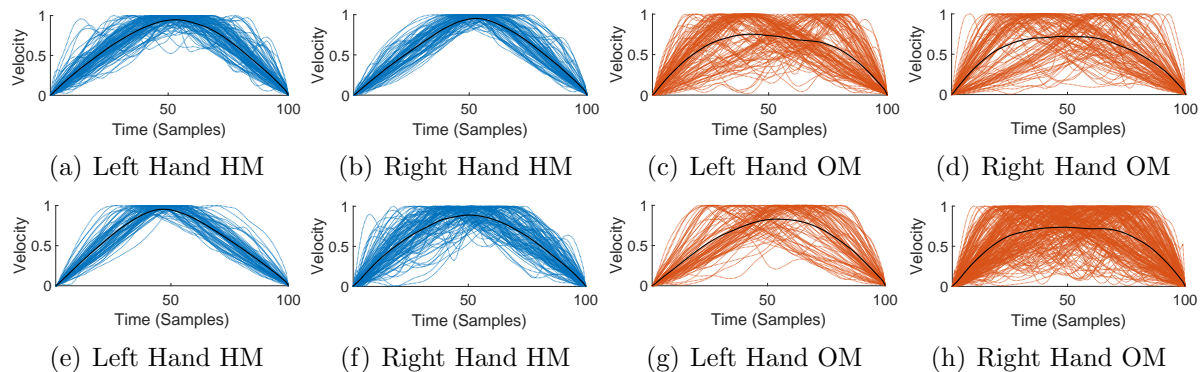 1
0.5
0
Velocity
50
100
Time (Samples)
(a) Left Hand HM
1
0.5
0
Velocity
50
100
Time (Samples)
(b) Right Hand HM
1
0.5
0
Velocity
50
100
Time (Samples)
(c) Left Hand OM
1
0.5
0
Velocity
50
100
Time (Samples)
(d) Right Hand OM
1
0.5
0
Velocity
50
100
Time (Samples)
(e) Left Hand HM
1
0.5
0
Velocity
50
100
Time (Samples)
(f) Right Hand HM
1
0.5
0
Velocity
50
100
Time (Samples)
(g) Left Hand OM
1
0.5
0
Velocity
50
100
Time (Samples)
(h) Right Hand OM